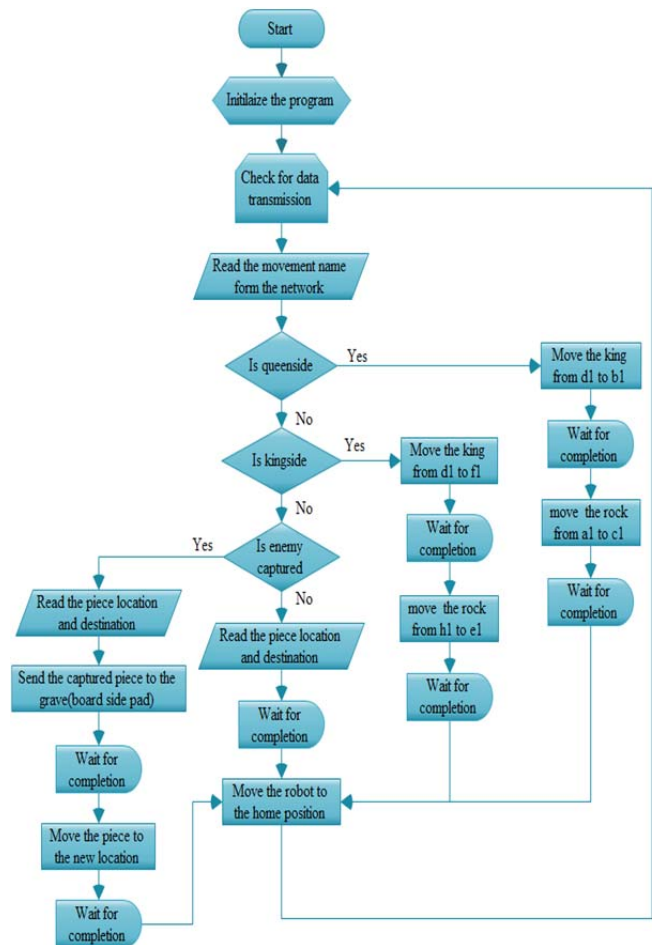 Start
Initilaize the program
Check for data
transmission
Read the movement name
form the network
Is queenside
Yes
Move the king
from d1 to b1
No
Wait for
completion
Is kingside
Yes
Move the king
from d1 to f1
move the rock
from a1 to c1
No
Wait for
completion
Yes
Is enemy
captured
Wait for
completion
No
Read the piece location
and destination
move the rock
from h1 to e1
Read the piece location
and destination
Send the captured piece to the
grave(board side pad)
Wait for
completion
Wait for
completion
Wait for
completion
Move the robot to
the home position
Move the piece to
the new location
Wait for
completion